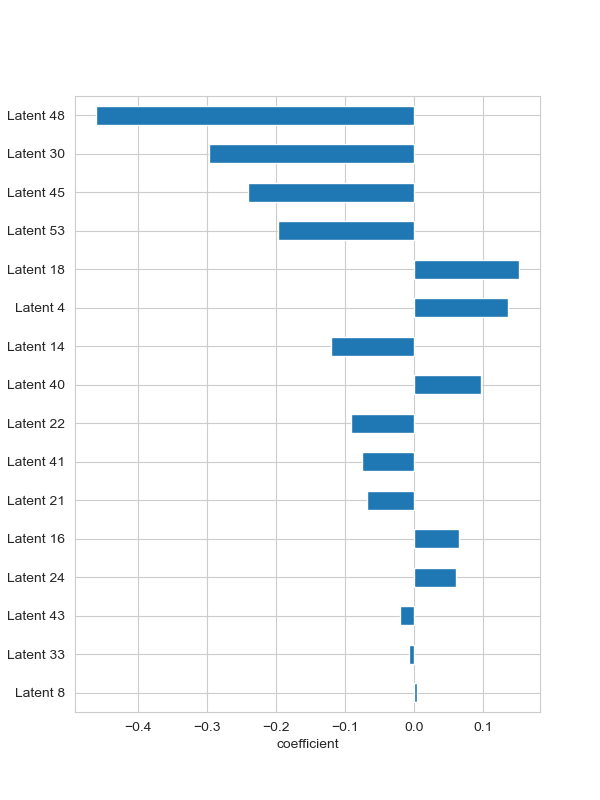 Latent 48
Latent 30
Latent 45
Latent 53
Latent 18
Latent 4
Latent 14
Latent 40
Latent 22
Latent 41
Latent 21
Latent 16
Latent 24
Latent 43
Latent 33
Latent 8
−0.4 −0.3 −0.2 −0.1 0.0 0.1
coefficient